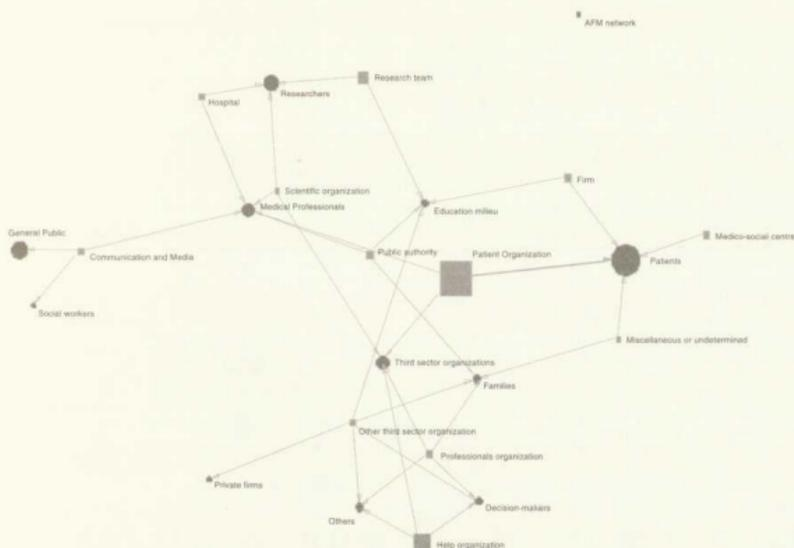 AFM network
Research team
Researchers
Hospital
Firm
Scientific organization
Medical Professionals
Education milieu
General Public
Medico-social centre
Communication and Media
Public authority
Patient Organization
Patients
Social workers
Miscellaneous or undetermined
Third sector organizations
Families
Other third sector organization
Professionals organization
Private firms
Decision-makers
Others
Help organization